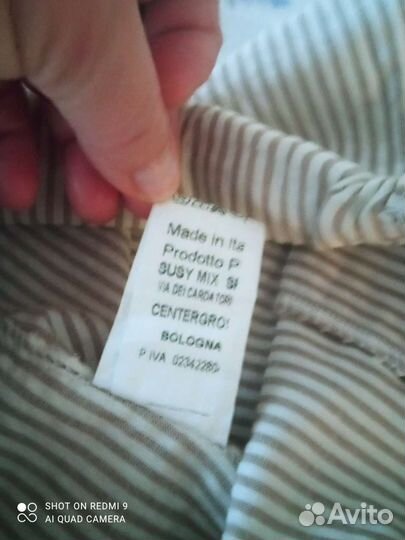 Made in Ita
Prodotto P
SUSY MIX
VIA DEI CARDATORI
CENTERGRO
BOLOGNA
P. IVA 02342280
SHOT ON REDMI 9
AI QUAD CAMERA
Avito